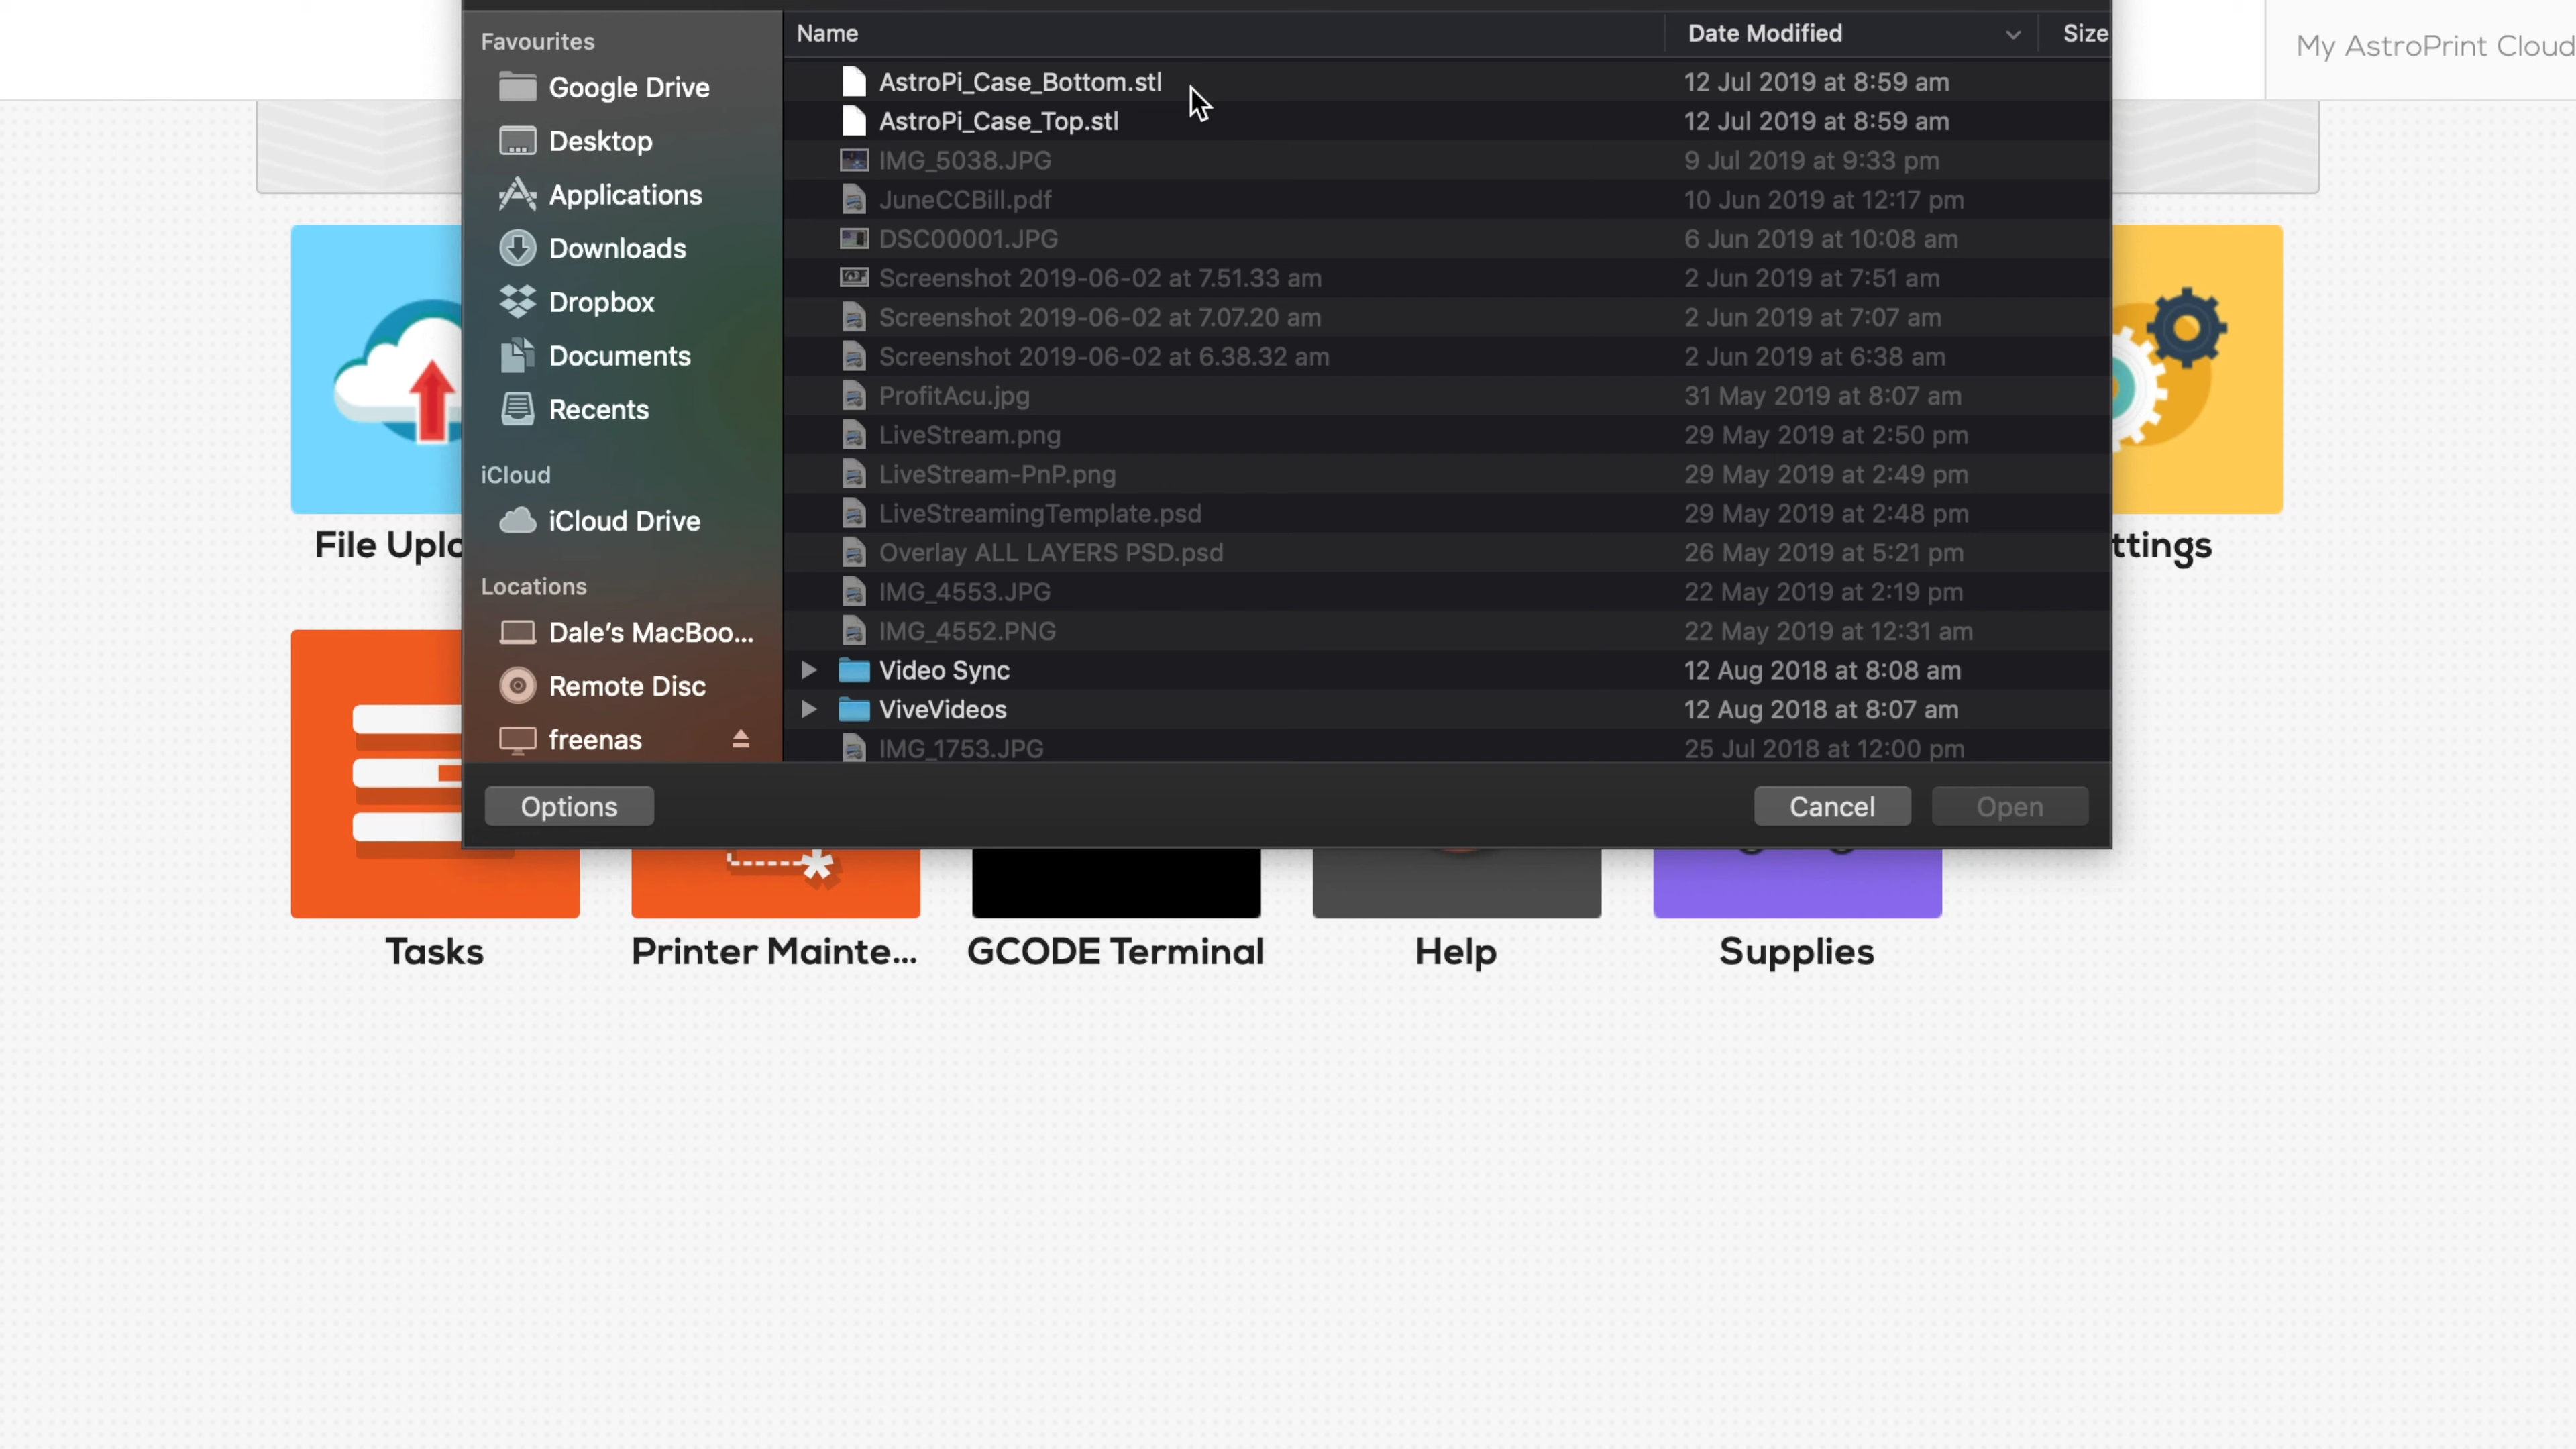 My AstroPrint Cloud
Favourites
Google Drive
Desktop
Applications
Downloads
Dropbox
Documents
Recents
iCloud
iCloud Drive
Locations
Dale's MacBoo...
Remote Disc
freenas
Name Date Modified Size
AstroPi_Case_Bottom.stl 12 Jul 2019 at 8:59 am
AstroPi_Case_Top.stl 12 Jul 2019 at 8:59 am
IMG_5038.JPG 9 Jul 2019 at 9:33 pm
JuneCCBill.pdf 10 Jun 2019 at 12:17 pm
DSC00001.JPG 6 Jun 2019 at 10:08 am
Screenshot 2019-06-02 at 7.51.33 am 2 Jun 2019 at 7:51 am
Screenshot 2019-06-02 at 7.07.20 am 2 Jun 2019 at 7:07 am
Screenshot 2019-06-02 at 6.38.32 am 2 Jun 2019 at 6:38 am
ProfitAcu.jpg 31 May 2019 at 8:07 am
LiveStream.png 29 May 2019 at 2:50 pm
LiveStream-PnP.png 29 May 2019 at 2:49 pm
LiveStreamingTemplate.psd 29 May 2019 at 2:48 pm
Overlay ALL LAYERS PSD.psd 26 May 2019 at 5:21 pm
IMG_4553.JPG 22 May 2019 at 2:19 pm
IMG_4552.PNG 22 May 2019 at 12:31 am
Video Sync 12 Aug 2018 at 8:08 am
ViveVideos 12 Aug 2018 at 8:07 am
IMG_1753.JPG 25 Jul 2018 at 12:00 pm
Options Cancel Open
File Uplo
ttings
Tasks
Printer Mainte...
GCODE Terminal
Help
Supplies